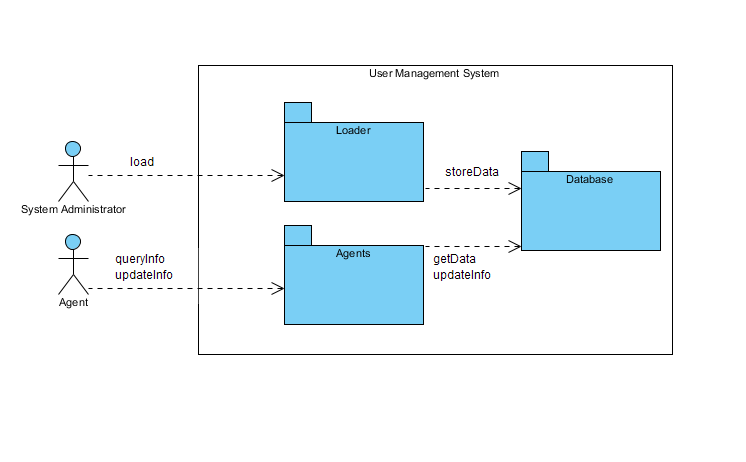 User Management System
Loader
load
storeData
System Administrator
Database
Agents
queryInfo
updateInfo
getData
updateInfo
Agent